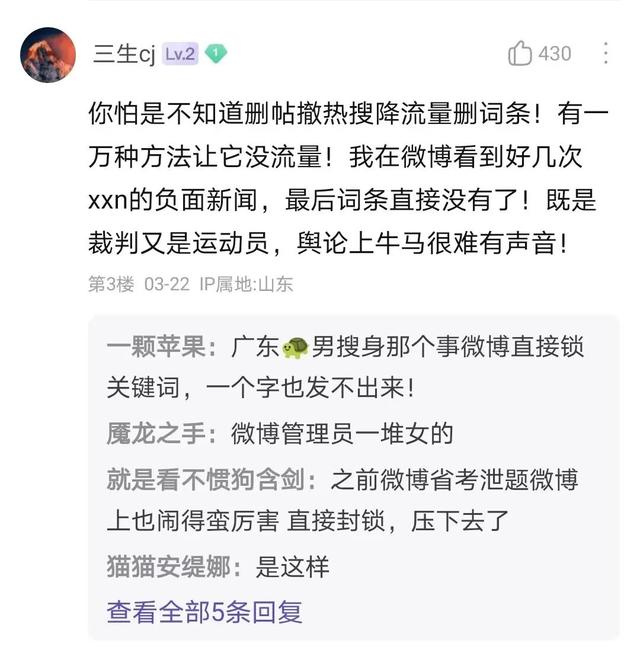 三生cj Lv.2 1 430
你怕是不知道删帖撤热搜降流量删词条！有一
万种方法让它没流量！我在微博看到好几次
xxn的负面新闻，最后词条直接没有了！既是
裁判又是运动员，舆论上牛马很难有声音！
第3楼 03-22 IP属地:山东
一颗苹果：广东🐢男搜身那个事微博直接锁
关键词，一个字也发不出来！
魇龙之手：微博管理员一堆女的
就是看不惯狗含剑：之前微博省考泄题微博
上也闹得蛮厉害 直接封锁，压下去了
猫猫安缇娜：是这样
查看全部5条回复